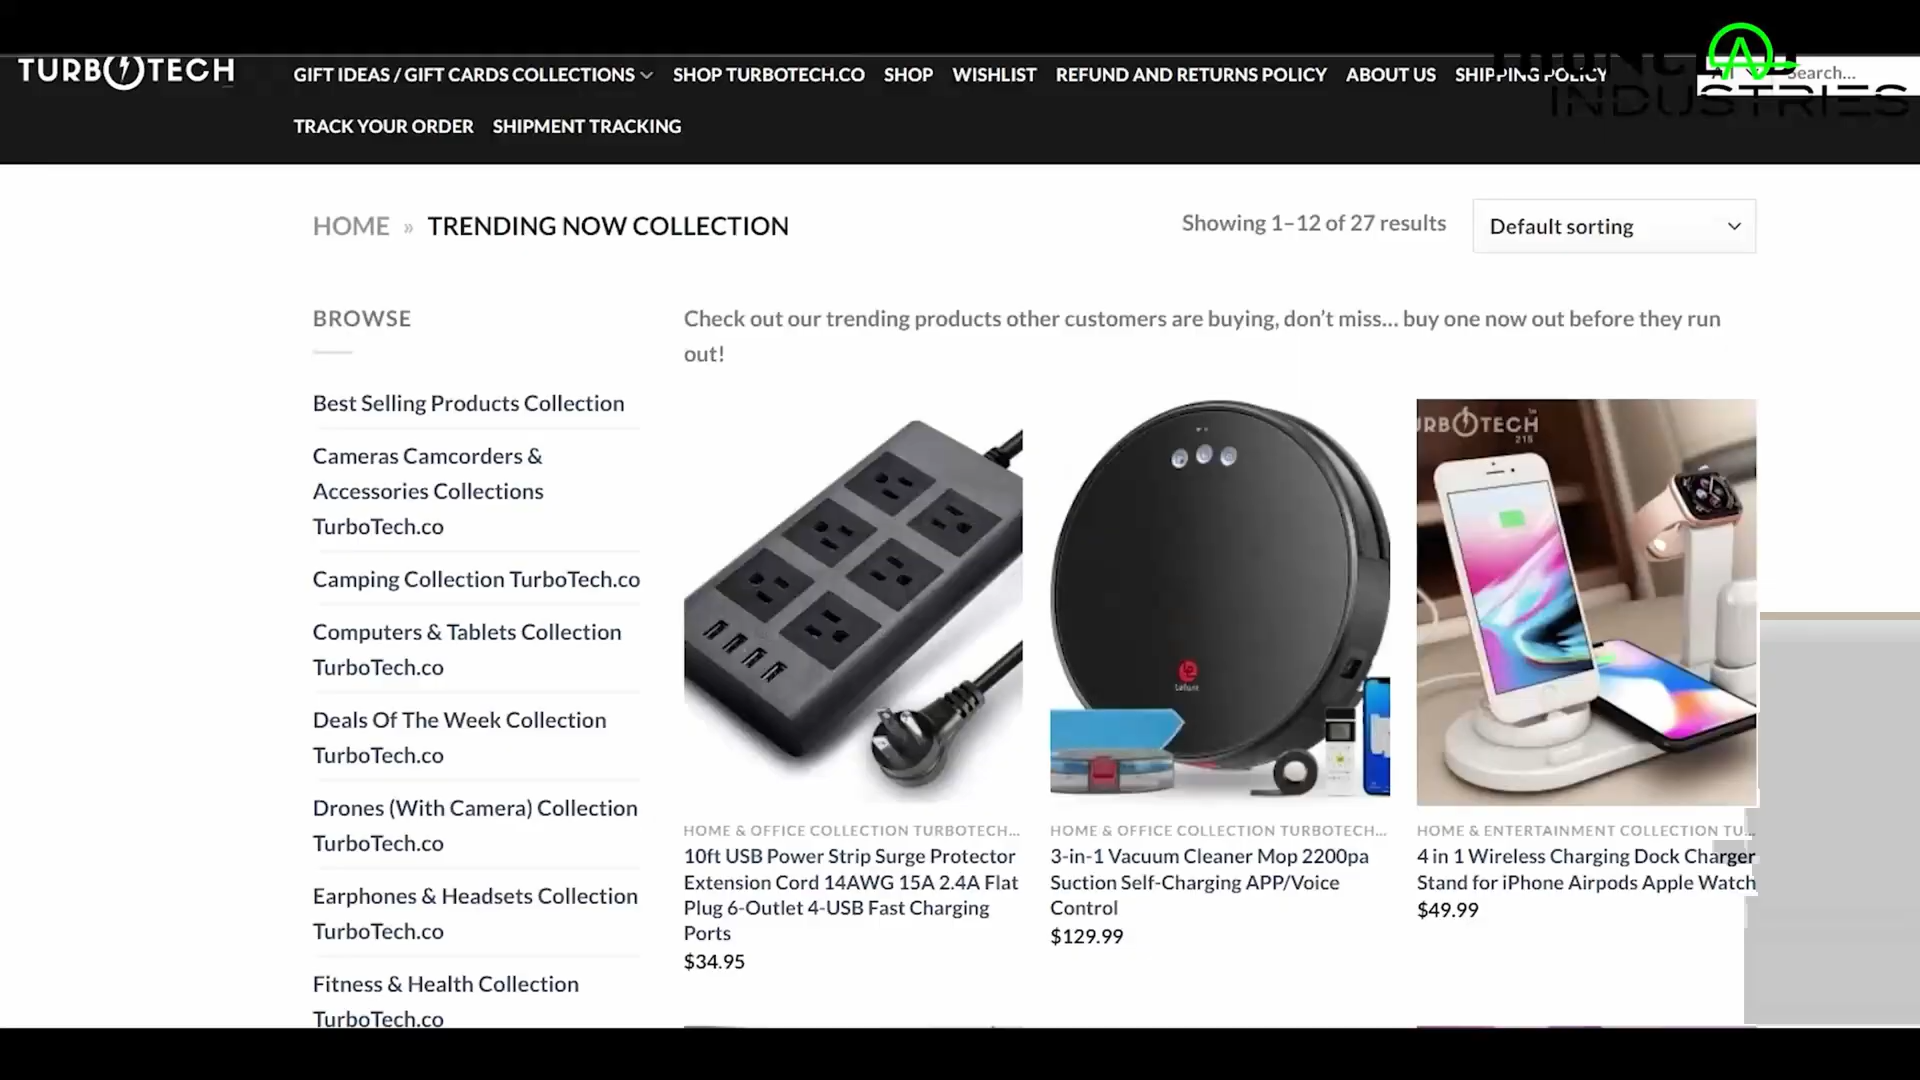 TURBOTECH
GIFT IDEAS / GIFT CARDS COLLECTIONS SHOP TURBOTECH.CO SHOP WISHLIST REFUND AND RETURNS POLICY ABOUT US SHIPPING POLICY
Search...
INDUSTRIES
TRACK YOUR ORDER SHIPMENT TRACKING
HOME » TRENDING NOW COLLECTION
Showing 1–12 of 27 results
Default sorting
BROWSE
Best Selling Products Collection
Cameras Camcorders &
Accessories Collections
TurboTech.co
Camping Collection TurboTech.co
Computers & Tablets Collection
TurboTech.co
Deals Of The Week Collection
TurboTech.co
Drones (With Camera) Collection
TurboTech.co
Earphones & Headsets Collection
TurboTech.co
Fitness & Health Collection
TurboTech.co
Check out our trending products other customers are buying, don’t miss… buy one now out before they run
out!
URBOTECH
218
HOME & OFFICE COLLECTION TURBOTECH...
10ft USB Power Strip Surge Protector
Extension Cord 14AWG 15A 2.4A Flat
Plug 6-Outlet 4-USB Fast Charging
Ports
$34.95
HOME & OFFICE COLLECTION TURBOTECH...
3-in-1 Vacuum Cleaner Mop 2200pa
Suction Self-Charging APP/Voice
Control
$129.99
HOME & ENTERTAINMENT COLLECTION TU...
4 in 1 Wireless Charging Dock Charger
Stand for iPhone Airpods Apple Watch
$49.99